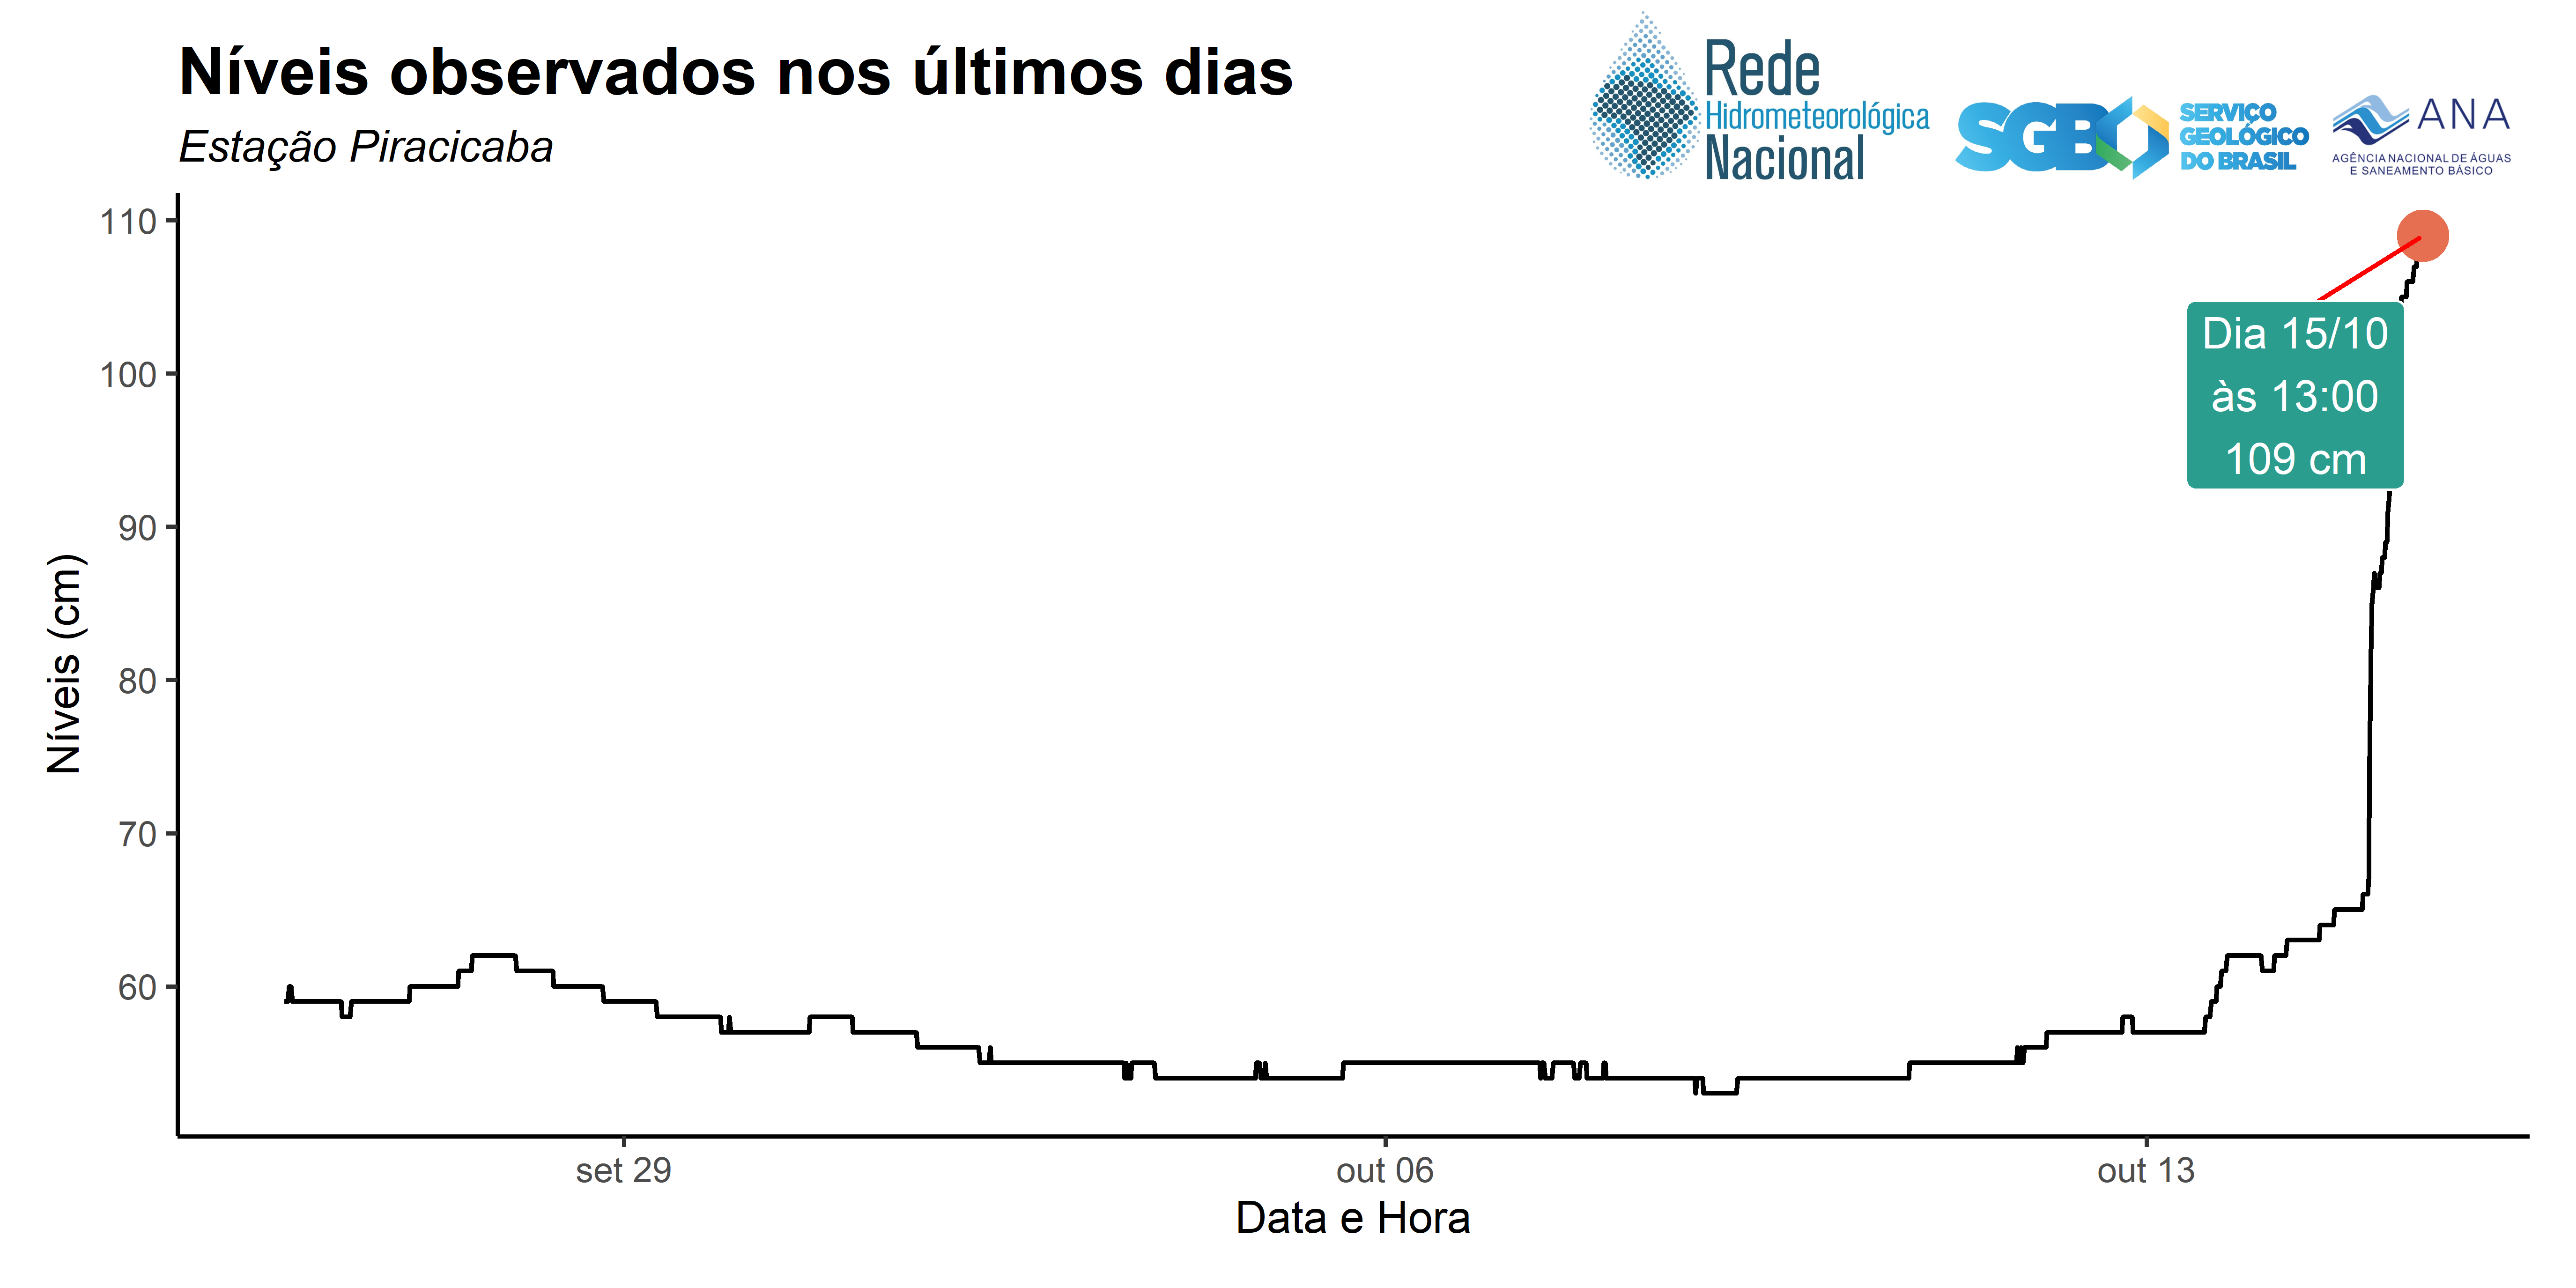 Níveis observados nos últimos dias
Estação Piracicaba
Rede
Hidrometeorológica
Nacional
SGB
SERVIÇO
GEOLÓGICO
DO BRASIL
ANA
AGÊNCIA NACIONAL DE ÁGUAS
E SANEAMENTO BÁSICO
110
100
90
80
70
60
Níveis (cm)
Dia 15/10
às 13:00
109 cm
set 29
out 06
out 13
Data e Hora